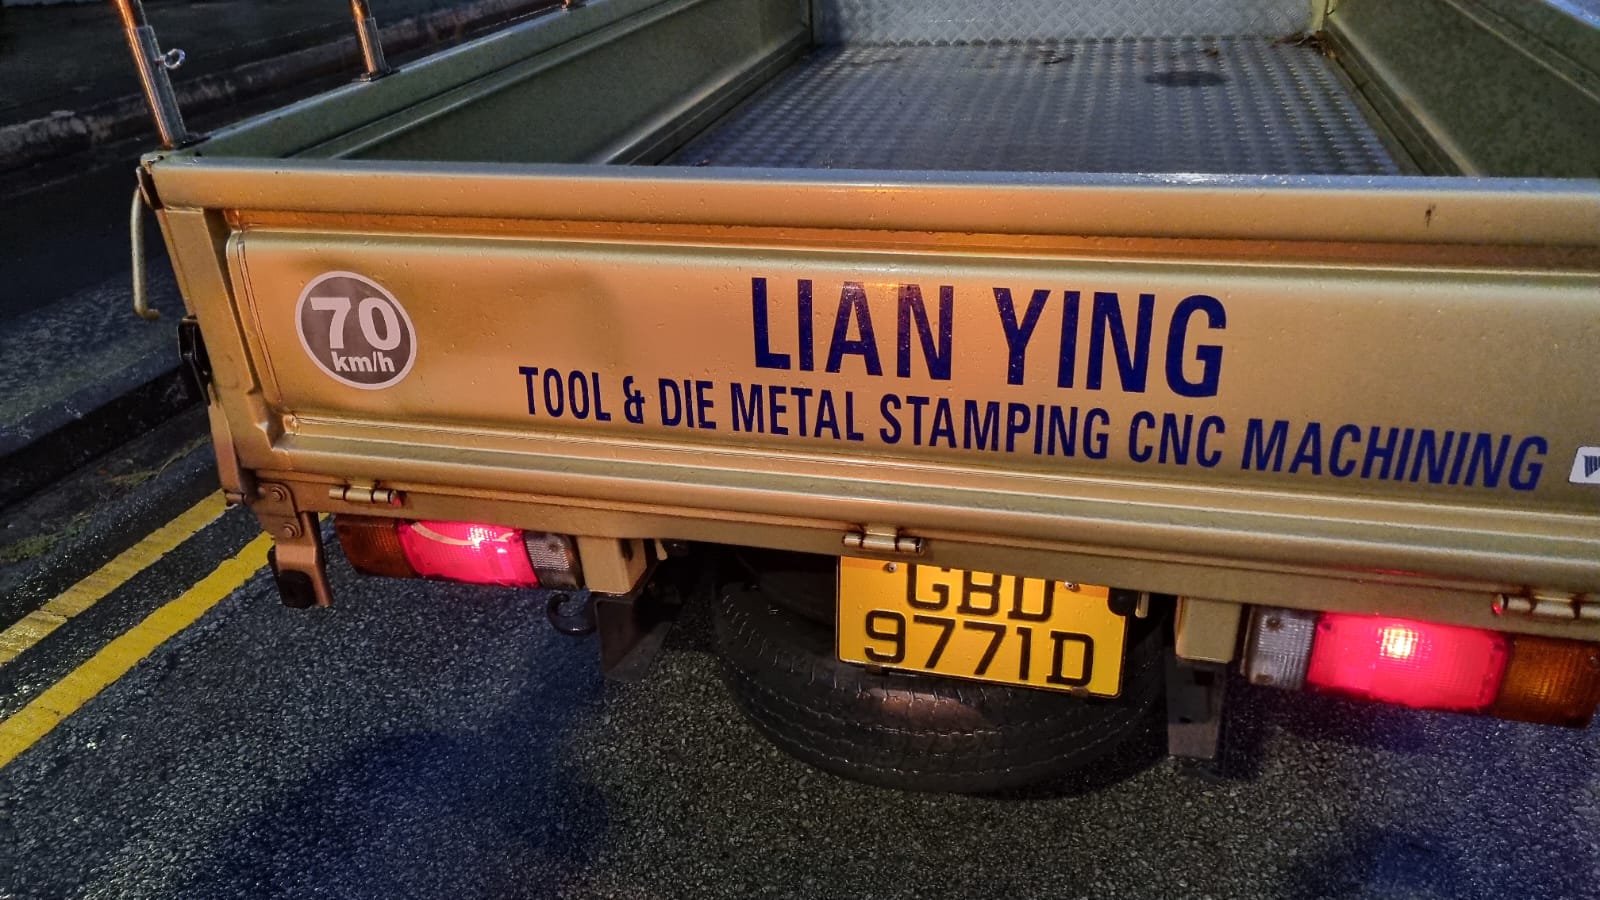 70
km/h
LIAN YING
TOOL & DIE METAL STAMPING CNC MACHINING
GBD
9771D